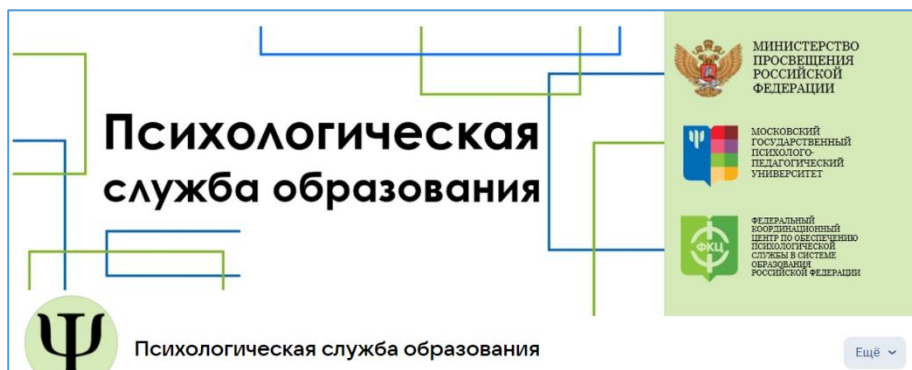 Психологическая
служба образования
МИНИСТЕРСТВО
ПРОСВЕЩЕНИЯ
РОССИЙСКОЙ
ФЕДЕРАЦИИ
МОСКОВСКИЙ
ГОСУДАРСТВЕННЫЙ
ПСИХОЛОГО-
ПЕДАГОГИЧЕСКИЙ
УНИВЕРСИТЕТ
ФКЦ
ФЕДЕРАЛЬНЫЙ
КООРДИНАЦИОННЫЙ
ЦЕНТР ПО ОБЕСПЕЧЕНИЮ
ПСИХОЛОГИЧЕСКОЙ
СЛУЖБЫ В СИСТЕМЕ
ОБРАЗОВАНИЯ
РОССИЙСКОЙ ФЕДЕРАЦИИ
Ψ
Психологическая служба образования
Ещё